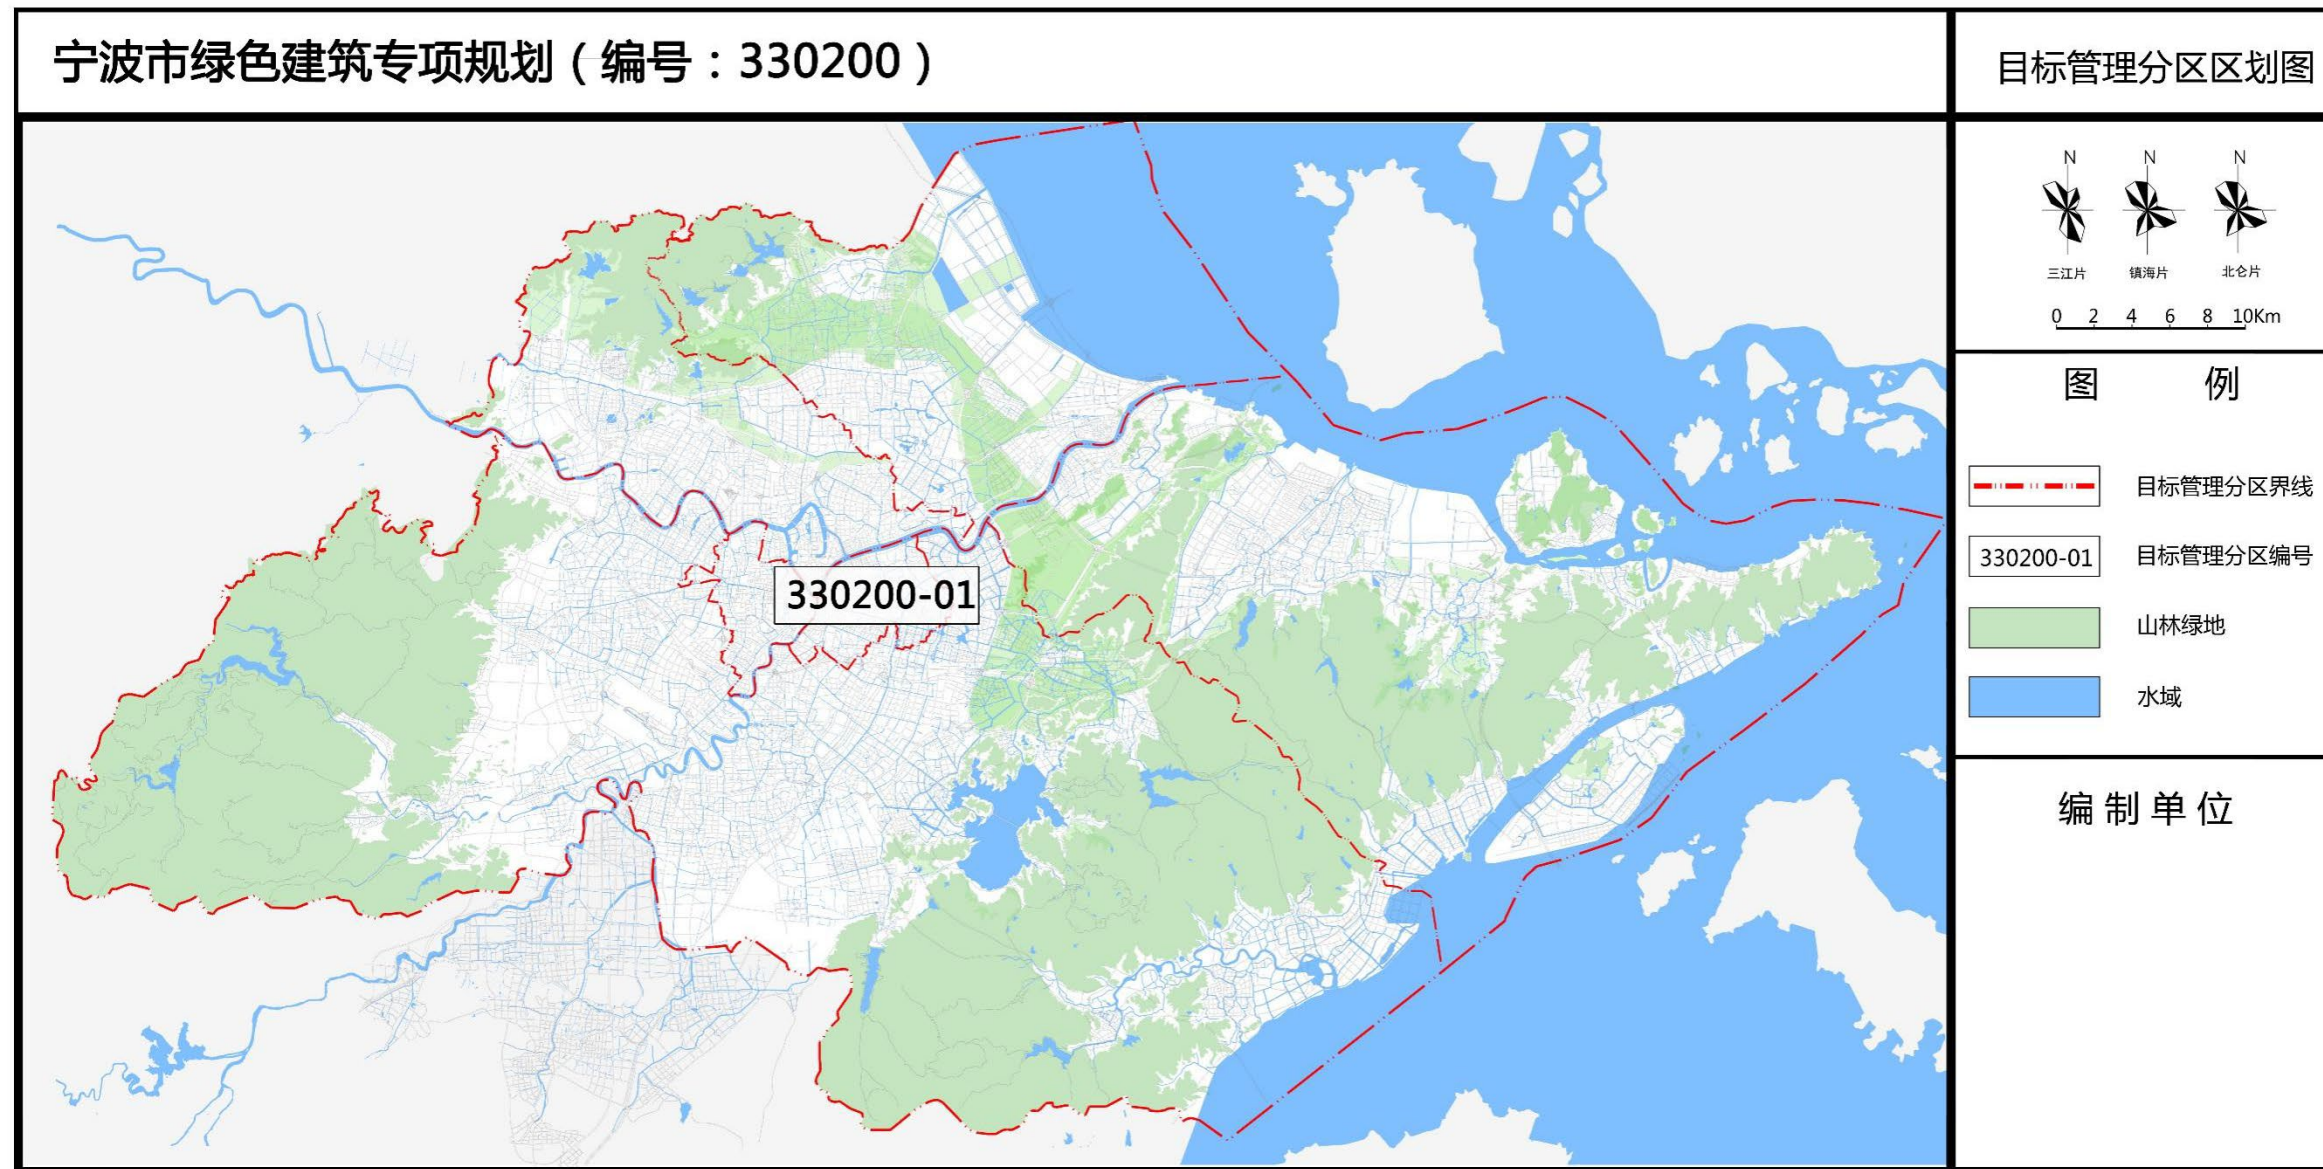 宁波市绿色建筑专项规划（编号：330200）
目标管理分区区划图
N N N
三江片 镇海片 北仑片
0 2 4 6 8 10Km
图 例
目标管理分区界线
330200-01 目标管理分区编号
山林绿地
水域
编制单位
330200-01